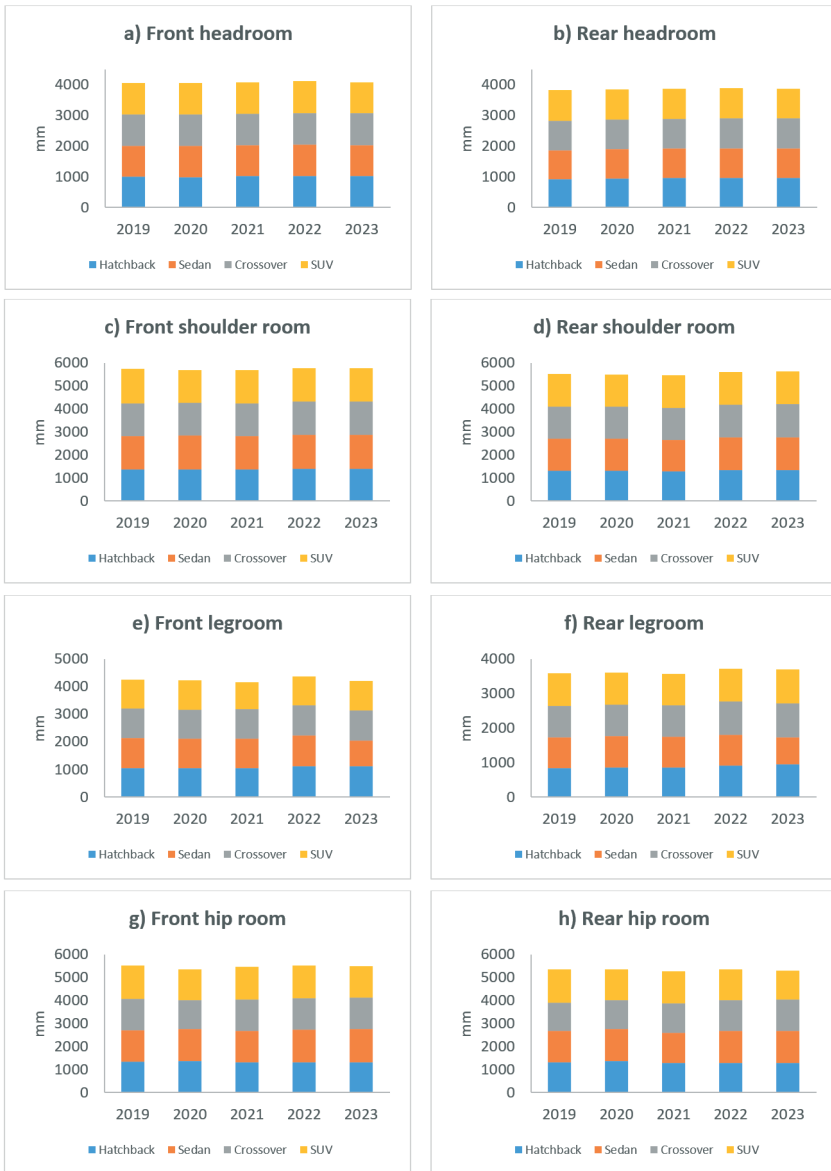 a) Front headroom
4000
3000
2000
1000
0
mm
2019 2020 2021 2022 2023
Hatchback Sedan Crossover SUV
b) Rear headroom
4000
3000
2000
1000
0
mm
2019 2020 2021 2022 2023
Hatchback Sedan Crossover SUV
c) Front shoulder room
6000
5000
4000
3000
2000
1000
0
mm
2019 2020 2021 2022 2023
Hatchback Sedan Crossover SUV
d) Rear shoulder room
6000
5000
4000
3000
2000
1000
0
mm
2019 2020 2021 2022 2023
Hatchback Sedan Crossover SUV
e) Front legroom
5000
4000
3000
2000
1000
0
mm
2019 2020 2021 2022 2023
Hatchback Sedan Crossover SUV
f) Rear legroom
4000
3000
2000
1000
0
mm
2019 2020 2021 2022 2023
Hatchback Sedan Crossover SUV
g) Front hip room
6000
5000
4000
3000
2000
1000
0
mm
2019 2020 2021 2022 2023
Hatchback Sedan Crossover SUV
h) Rear hip room
6000
5000
4000
3000
2000
1000
0
mm
2019 2020 2021 2022 2023
Hatchback Sedan Crossover SUV